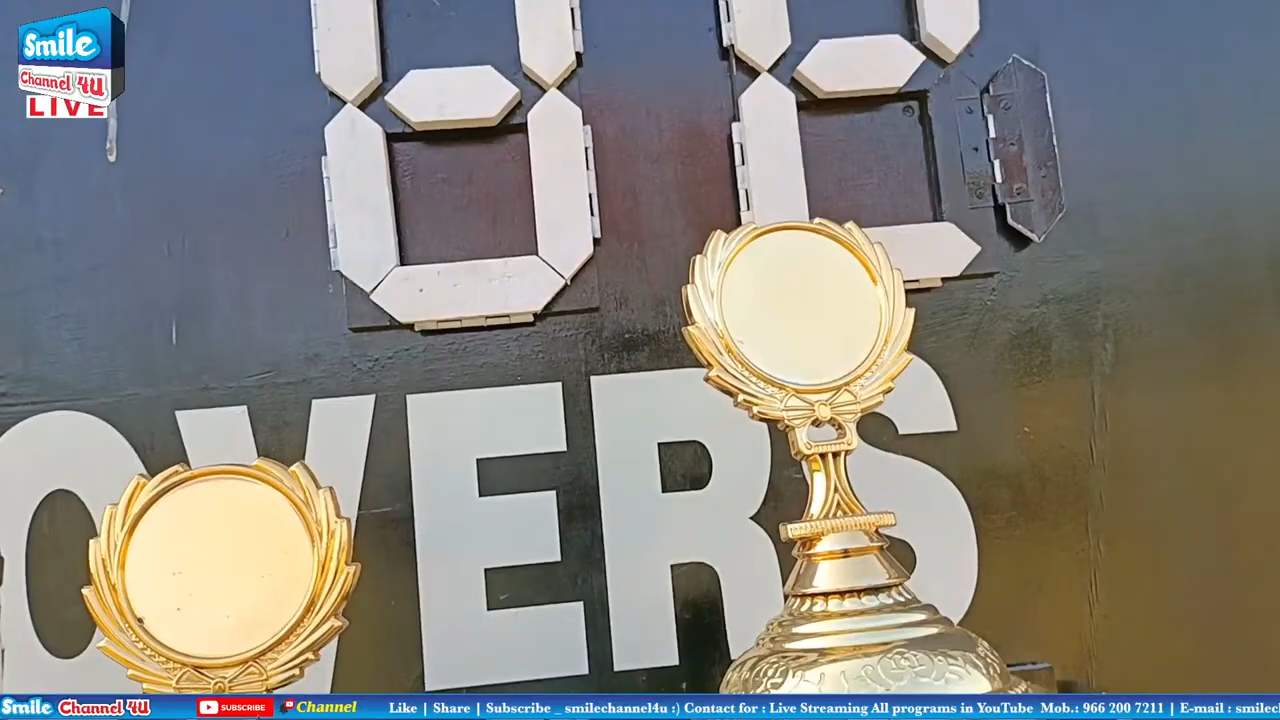 Smile
Channel 4U
LIVE
OVERS
Smile Channel 4U SUBSCRIBE Channel Like | Share | Subscribe _ smilechannel4u :) Contact for : Live Streaming All programs in YouTube Mob.: 966 200 7211 | E-mail : smilec